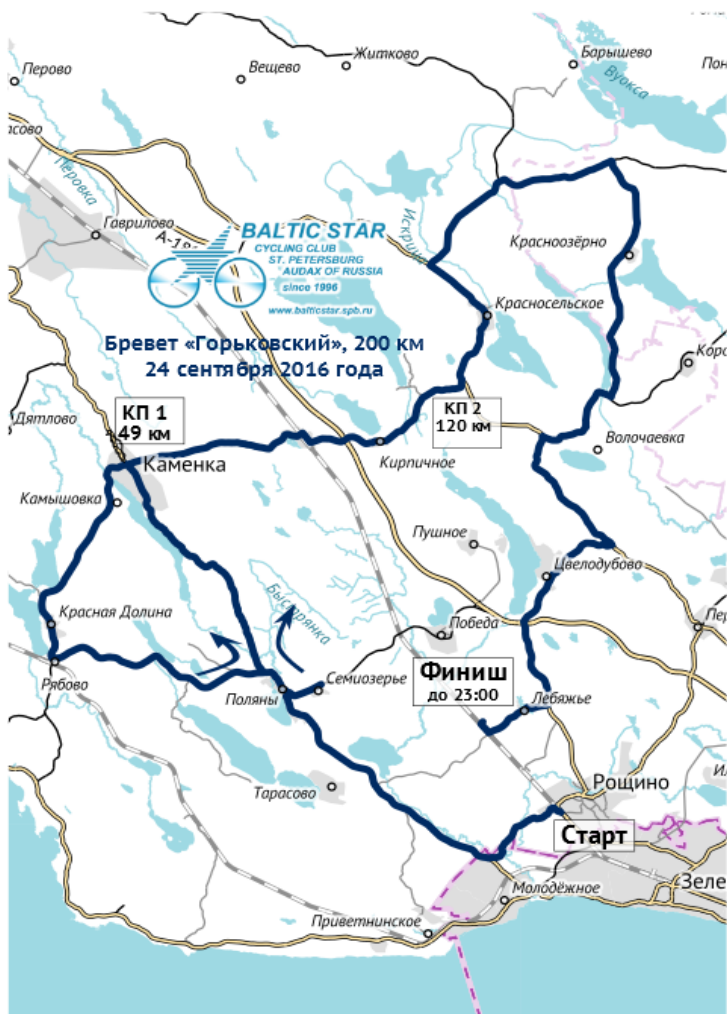 Житково
Барышево
Перово
Вещево
Вуокса
Перовка
Гаврилово
Искрица
Красноозёрно
BALTIC STAR
CYCLING CLUB
ST. PETERSBURG
AUDAX OF RUSSIA
since 1996
www.balticstar.spb.ru
Красносельское
Бревет «Горьковский», 200 км
24 сентября 2016 года
КП 1
49 км
КП 2
120 км
Дятлово
Волочаевка
Каменка
Кирпичное
Камышовка
Пушное
Цвелодубово
Быстрянка
Красная Долина
Победа
Финиш
до 23:00
Рябово
Поляны
Семиозерье
Лебяжье
Тарасово
Рощино
Старт
Зеле
Молодёжное
Приветнинское